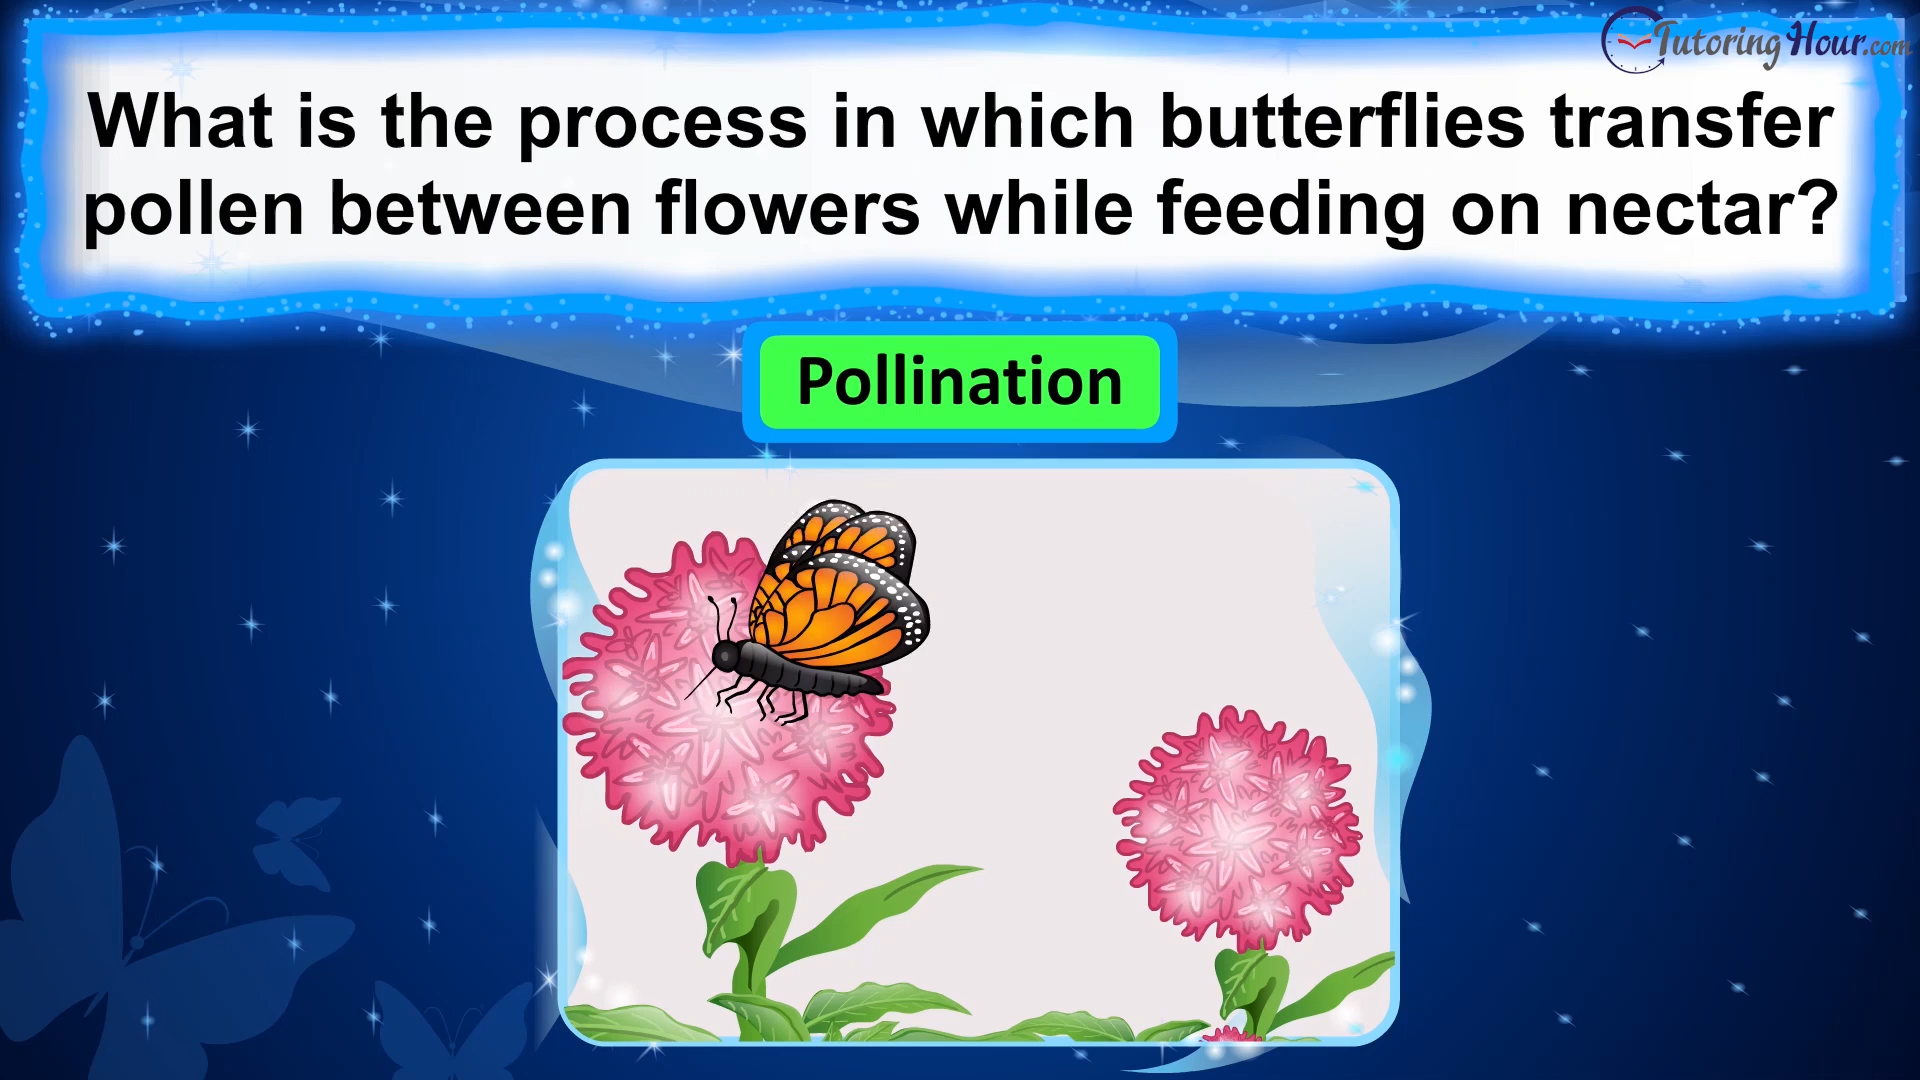 TutoringHour.com
What is the process in which butterflies transfer
pollen between flowers while feeding on nectar?
Pollination